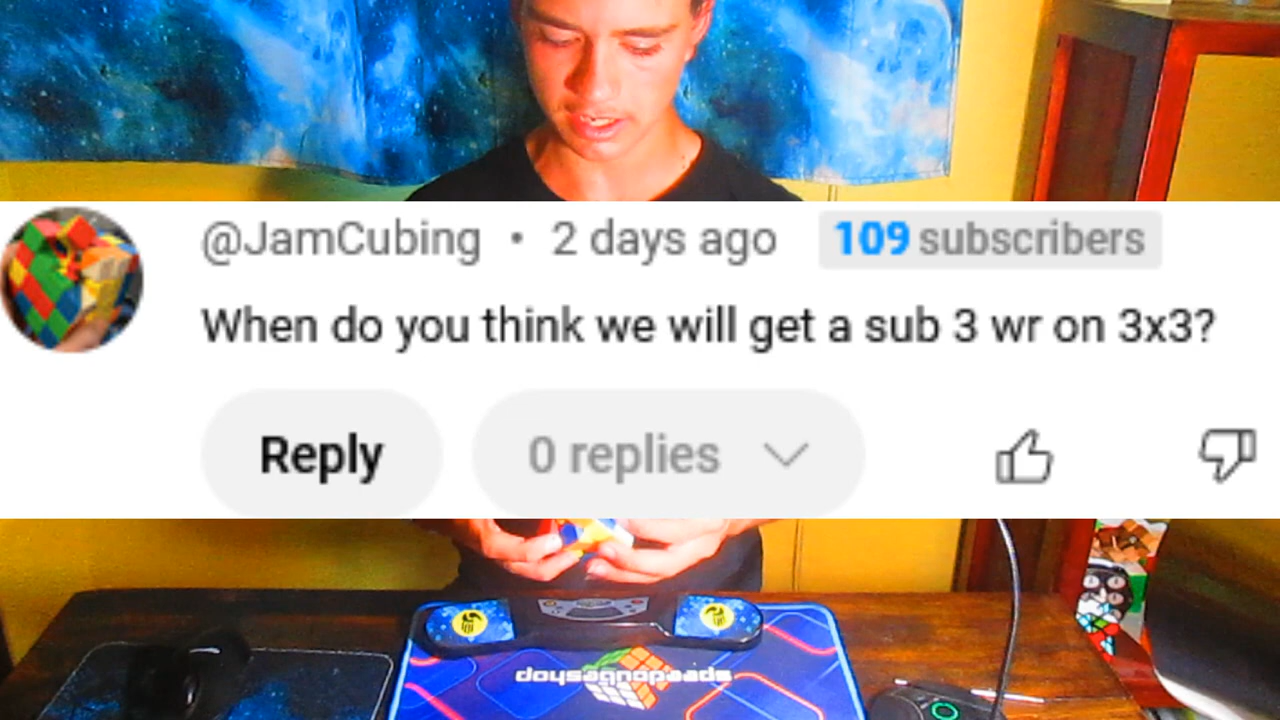 @JamCubing • 2 days ago 109 subscribers
When do you think we will get a sub 3 wr on 3x3?
Reply 0 replies
speedcubeshop